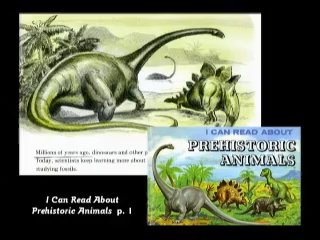 Millions of years ago, dinosaurs and other
Today, scientists keep learning more about
studying fossils.
I CAN READ ABOUT
PREHISTORIC
ANIMALS
I Can Read About
Prehistoric Animals p. 1